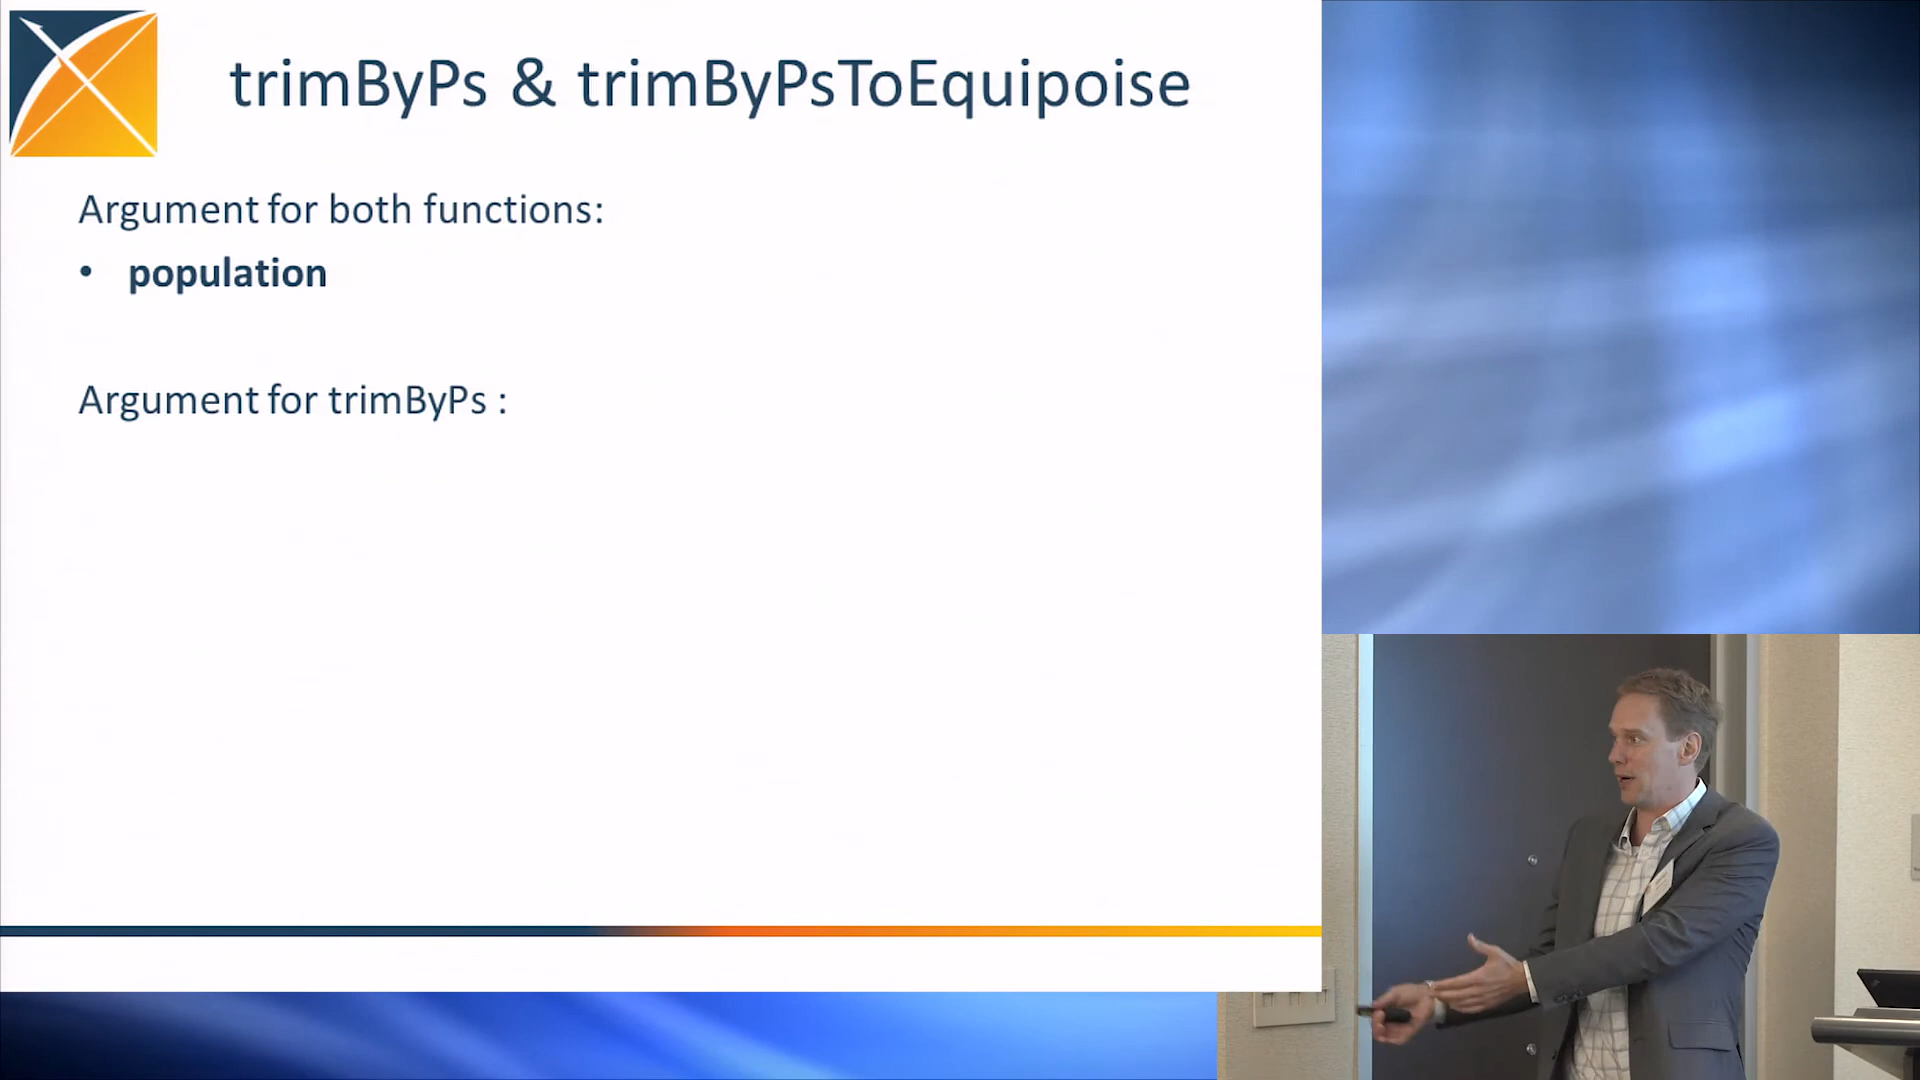 trimByPs & trimByPsToEquipoise
Argument for both functions:
• population
Argument for trimByPs :